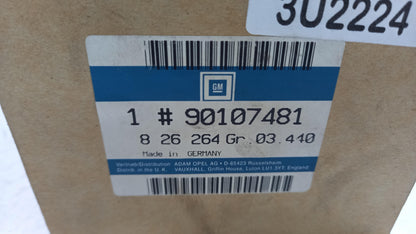 3U2224
GM
1 # 90107481
8 26 264 Gr. 03.440
Made in GERMANY
Vertrieb/Distribution: ADAM OPEL AG • D-65423 Rüsselsheim
Distrib. in the U. K. VAUXHALL, Griffin House, Luton LU1 3YT, England